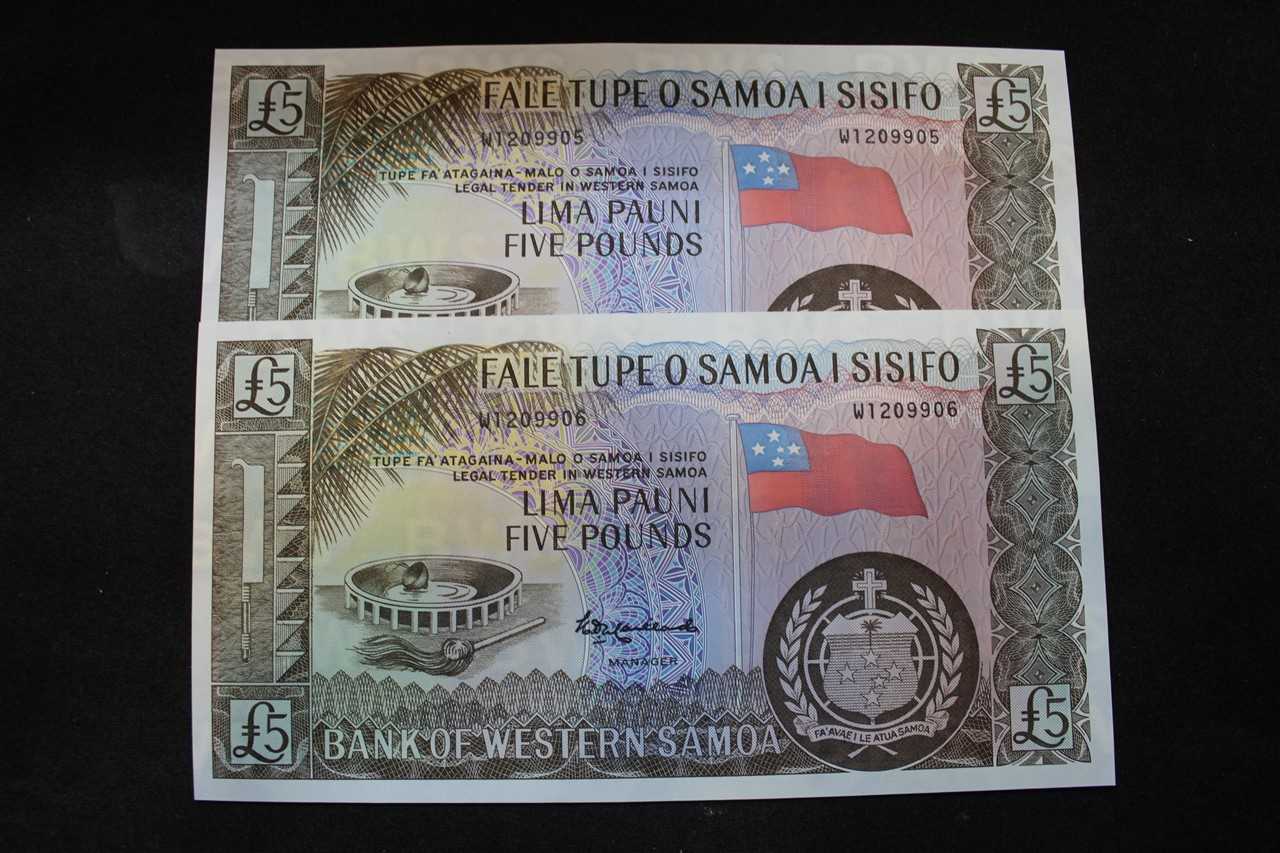 £5
FALE TUPE O SAMOA I SISIFO
£5
W1209905
W1209905
TUPE FA'ATAGAINA-MALO O SAMOA I SISIFO
LEGAL TENDER IN WESTERN SAMOA
LIMA PAUNI
FIVE POUNDS
£5
FALE TUPE O SAMOA I SISIFO
£5
W1209906
W1209906
TUPE FA'ATAGAINA-MALO O SAMOA I SISIFO
LEGAL TENDER IN WESTERN SAMOA
LIMA PAUNI
FIVE POUNDS
MANAGER
£5
BANK OF WESTERN SAMOA
FA'AVAE I LE ATUA SAMOA
£5